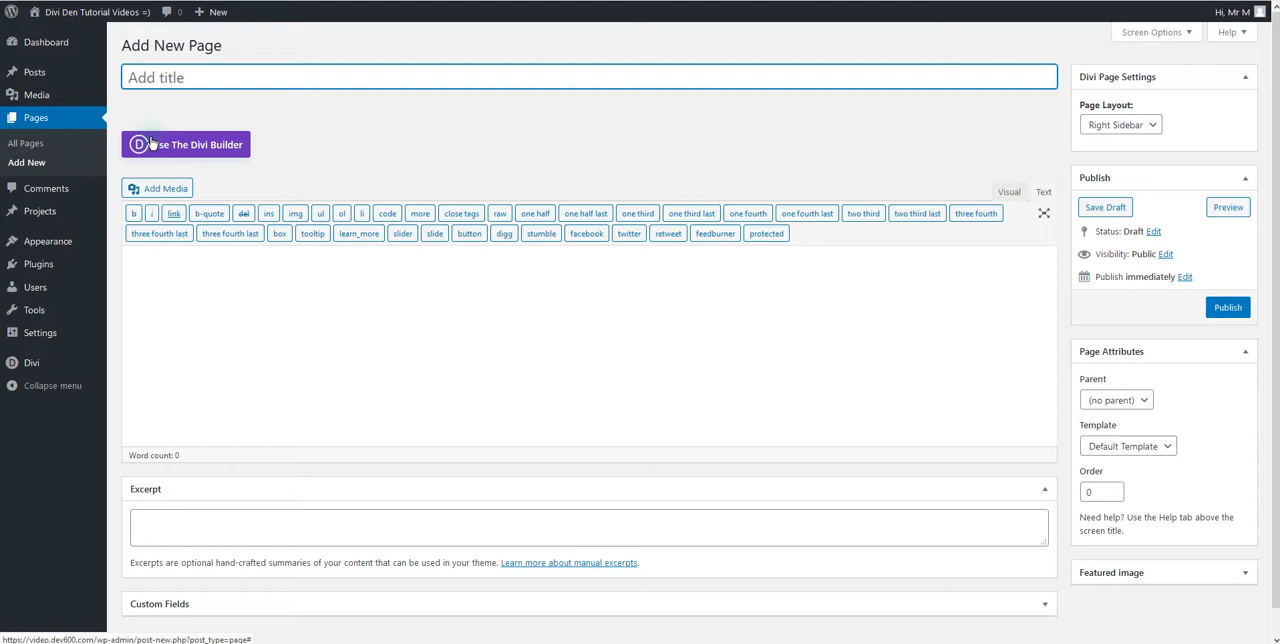 Divi Den Tutorial Videos =) 0 New Hi, Mr M
Screen Options Help
Dashboard
Posts
Media
Pages
All Pages
Add New
Comments
Projects
Appearance
Plugins
Users
Tools
Settings
Divi
Collapse menu
Add New Page
Add title
D Use The Divi Builder
Add Media
Visual Text
b i link b-quote del ins img ul ol li code more close tags raw one half one half last one third one third last one fourth one fourth last two third two third last three fourth
three fourth last three fourth last box tooltip learn_more slider slide button digg stumble facebook twitter retweet feedburner protected
Word count: 0
Excerpt
Excerpts are optional hand-crafted summaries of your content that can be used in your theme. Learn more about manual excerpts.
Custom Fields
Divi Page Settings
Page Layout:
Right Sidebar
Publish
Save Draft Preview
Status: Draft Edit
Visibility: Public Edit
Publish immediately Edit
Publish
Page Attributes
Parent
(no parent)
Template
Default Template
Order
0
Need help? Use the Help tab above the
screen title.
Featured image
https://video.dev600.com/wp-admin/post-new.php?post_type=page#